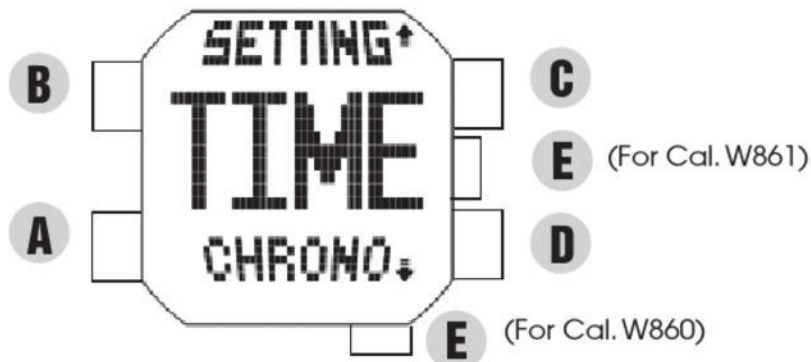 SETTING
B
C
TIME
E (For Cal. W861)
A
D
CHRONO
E (For Cal. W860)